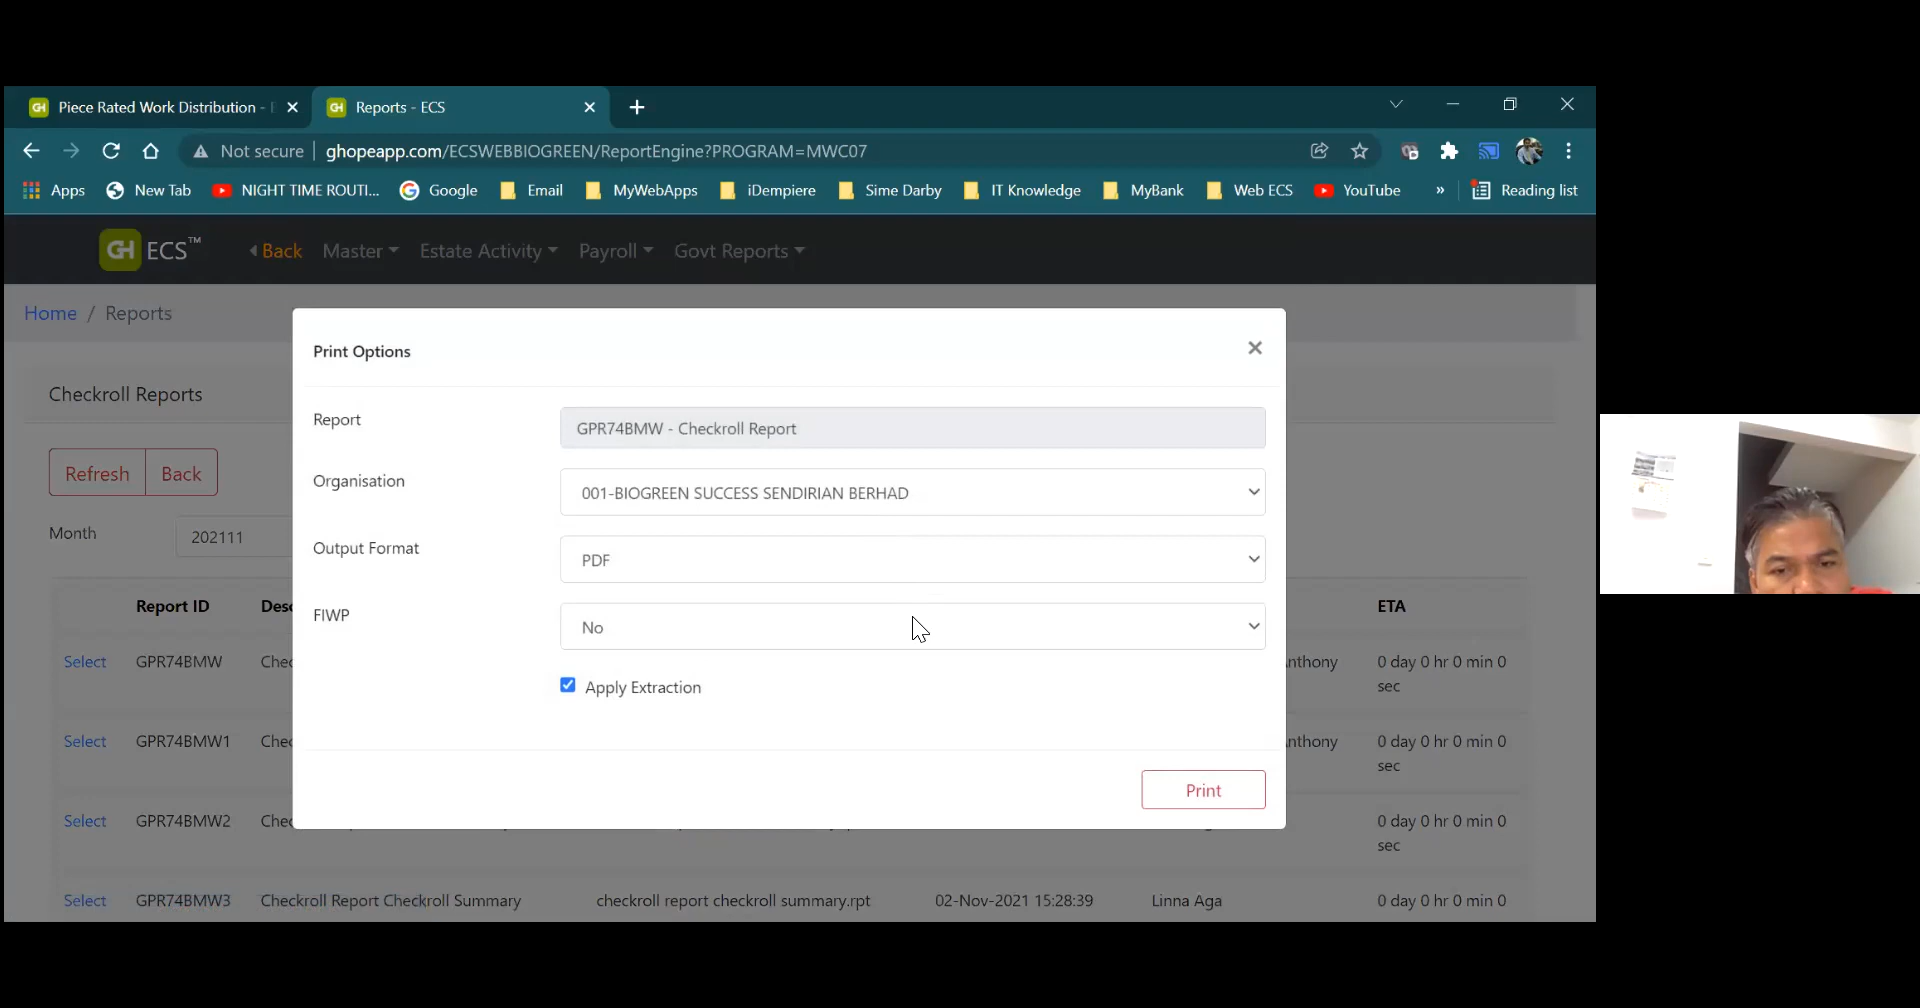 Piece Rated Work Distribution -
Reports - ECS
Not secure
ghopeapp.com/ECSWEBBIOGREEN/ReportEngine?PROGRAM=MWC07
Apps
New Tab
NIGHT TIME ROUTI...
Google
Email
MyWebApps
iDempiere
Sime Darby
IT Knowledge
MyBank
Web ECS
YouTube
»
Reading list
GH ECS™
Back
Master
Estate Activity
Payroll
Govt Reports
Home / Reports
Checkroll Reports
Refresh
Back
Month
202111
Print Options
Report
GPR74BMW - Checkroll Report
Organisation
001-BIOGREEN SUCCESS SENDIRIAN BERHAD
Output Format
PDF
FIWP
No
Apply Extraction
Print
Report ID
Desc
ETA
Select GPR74BMW Chec nthony 0 day 0 hr 0 min 0
sec
Select GPR74BMW1 Chec nthony 0 day 0 hr 0 min 0
sec
Select GPR74BMW2 Chec 0 day 0 hr 0 min 0
sec
Select GPR74BMW3 Checkroll Report Checkroll Summary checkroll report checkroll summary.rpt 02-Nov-2021 15:28:39 Linna Aga 0 day 0 hr 0 min 0